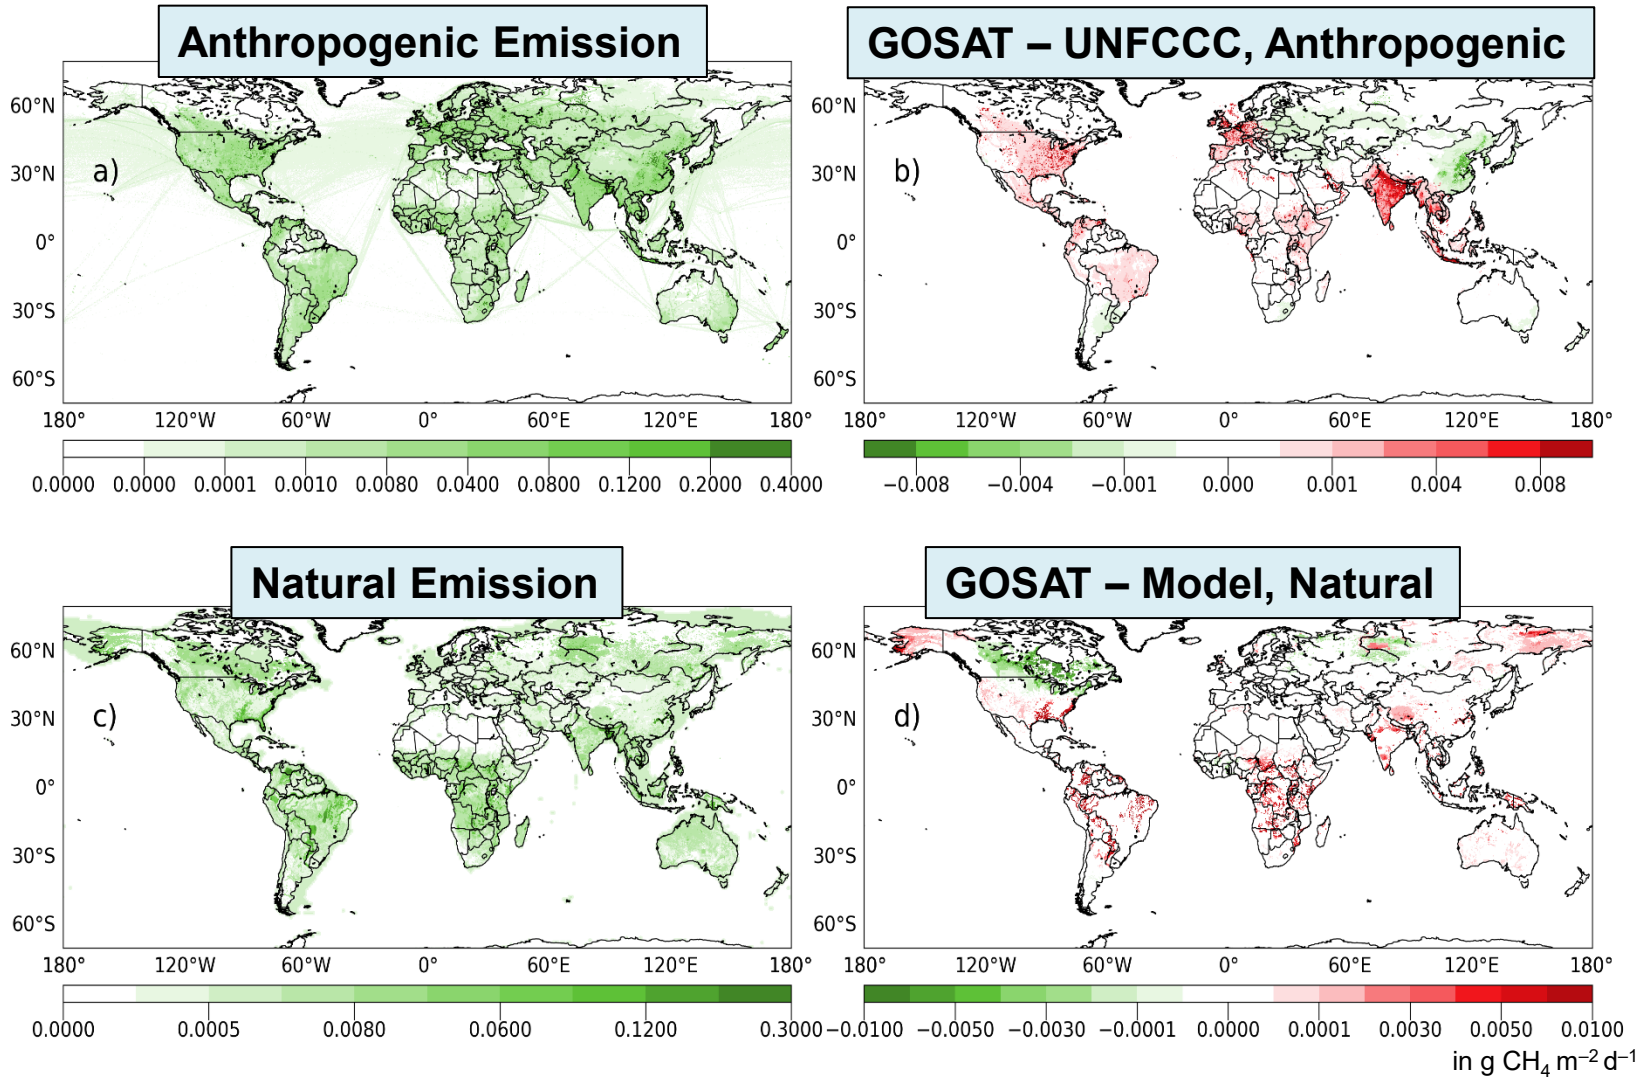 Anthropogenic Emission
GOSAT – UNFCCC, Anthropogenic
60°N
30°N
0°
30°S
60°S
a)
180° 120°W 60°W 0° 60°E 120°E 180°
0.0000 0.0000 0.0001 0.0010 0.0080 0.0400 0.0800 0.1200 0.2000 0.4000
60°N
30°N
0°
30°S
60°S
b)
180° 120°W 60°W 0° 60°E 120°E 180°
−0.008 −0.004 −0.001 0.000 0.001 0.004 0.008
Natural Emission
GOSAT – Model, Natural
60°N
30°N
0°
30°S
60°S
c)
180° 120°W 60°W 0° 60°E 120°E 180°
0.0000 0.0005 0.0080 0.0600 0.1200 0.3000
60°N
30°N
0°
30°S
60°S
d)
180° 120°W 60°W 0° 60°E 120°E 180°
−0.0100 −0.0050 −0.0030 −0.0001 0.0000 0.0001 0.0030 0.0050 0.0100
in g CH₄ m⁻² d⁻¹